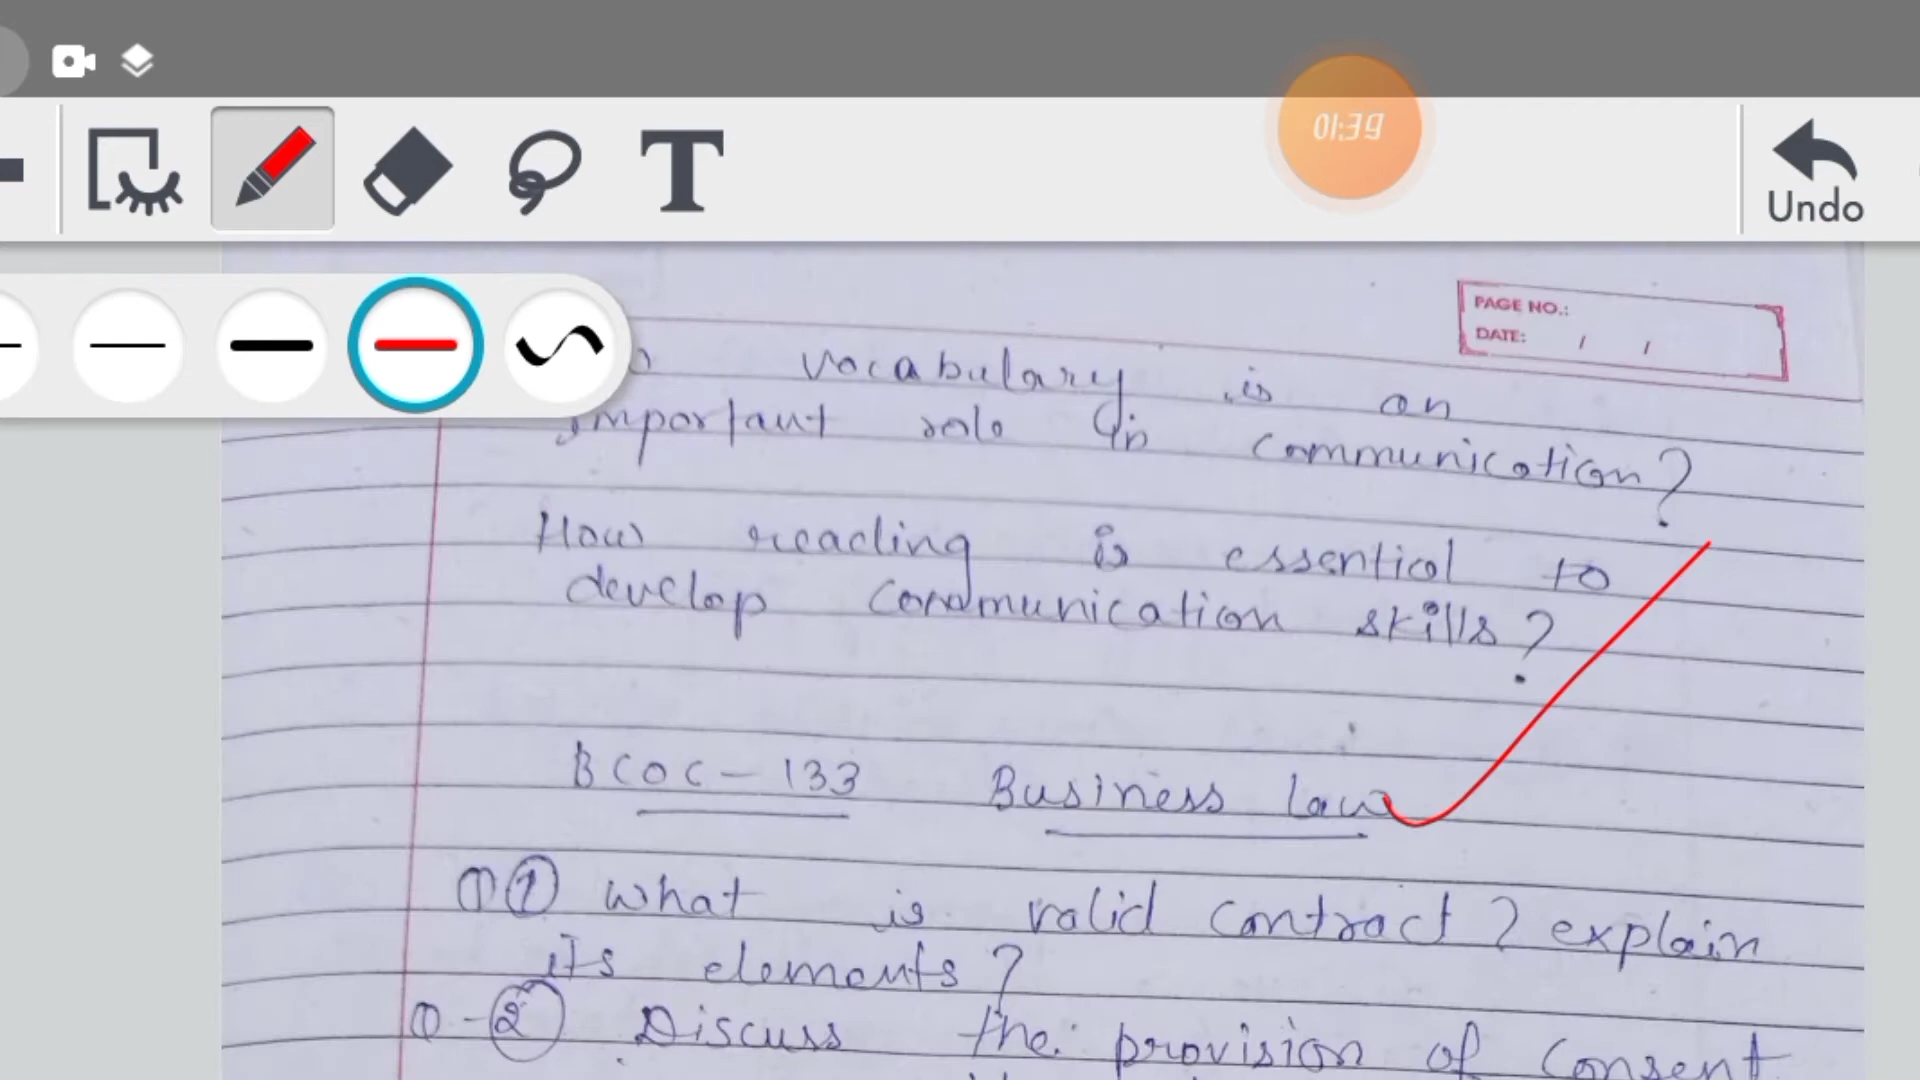 01:39
T
Undo
PAGE NO.:
DATE: / /
vocabulary is an
important role in communication?
How reading is essential to
develop communication skills?
BCOC-133 Business law
Q① What is valid contract? explain
its elements?
Q-② Discuss the provision of consent